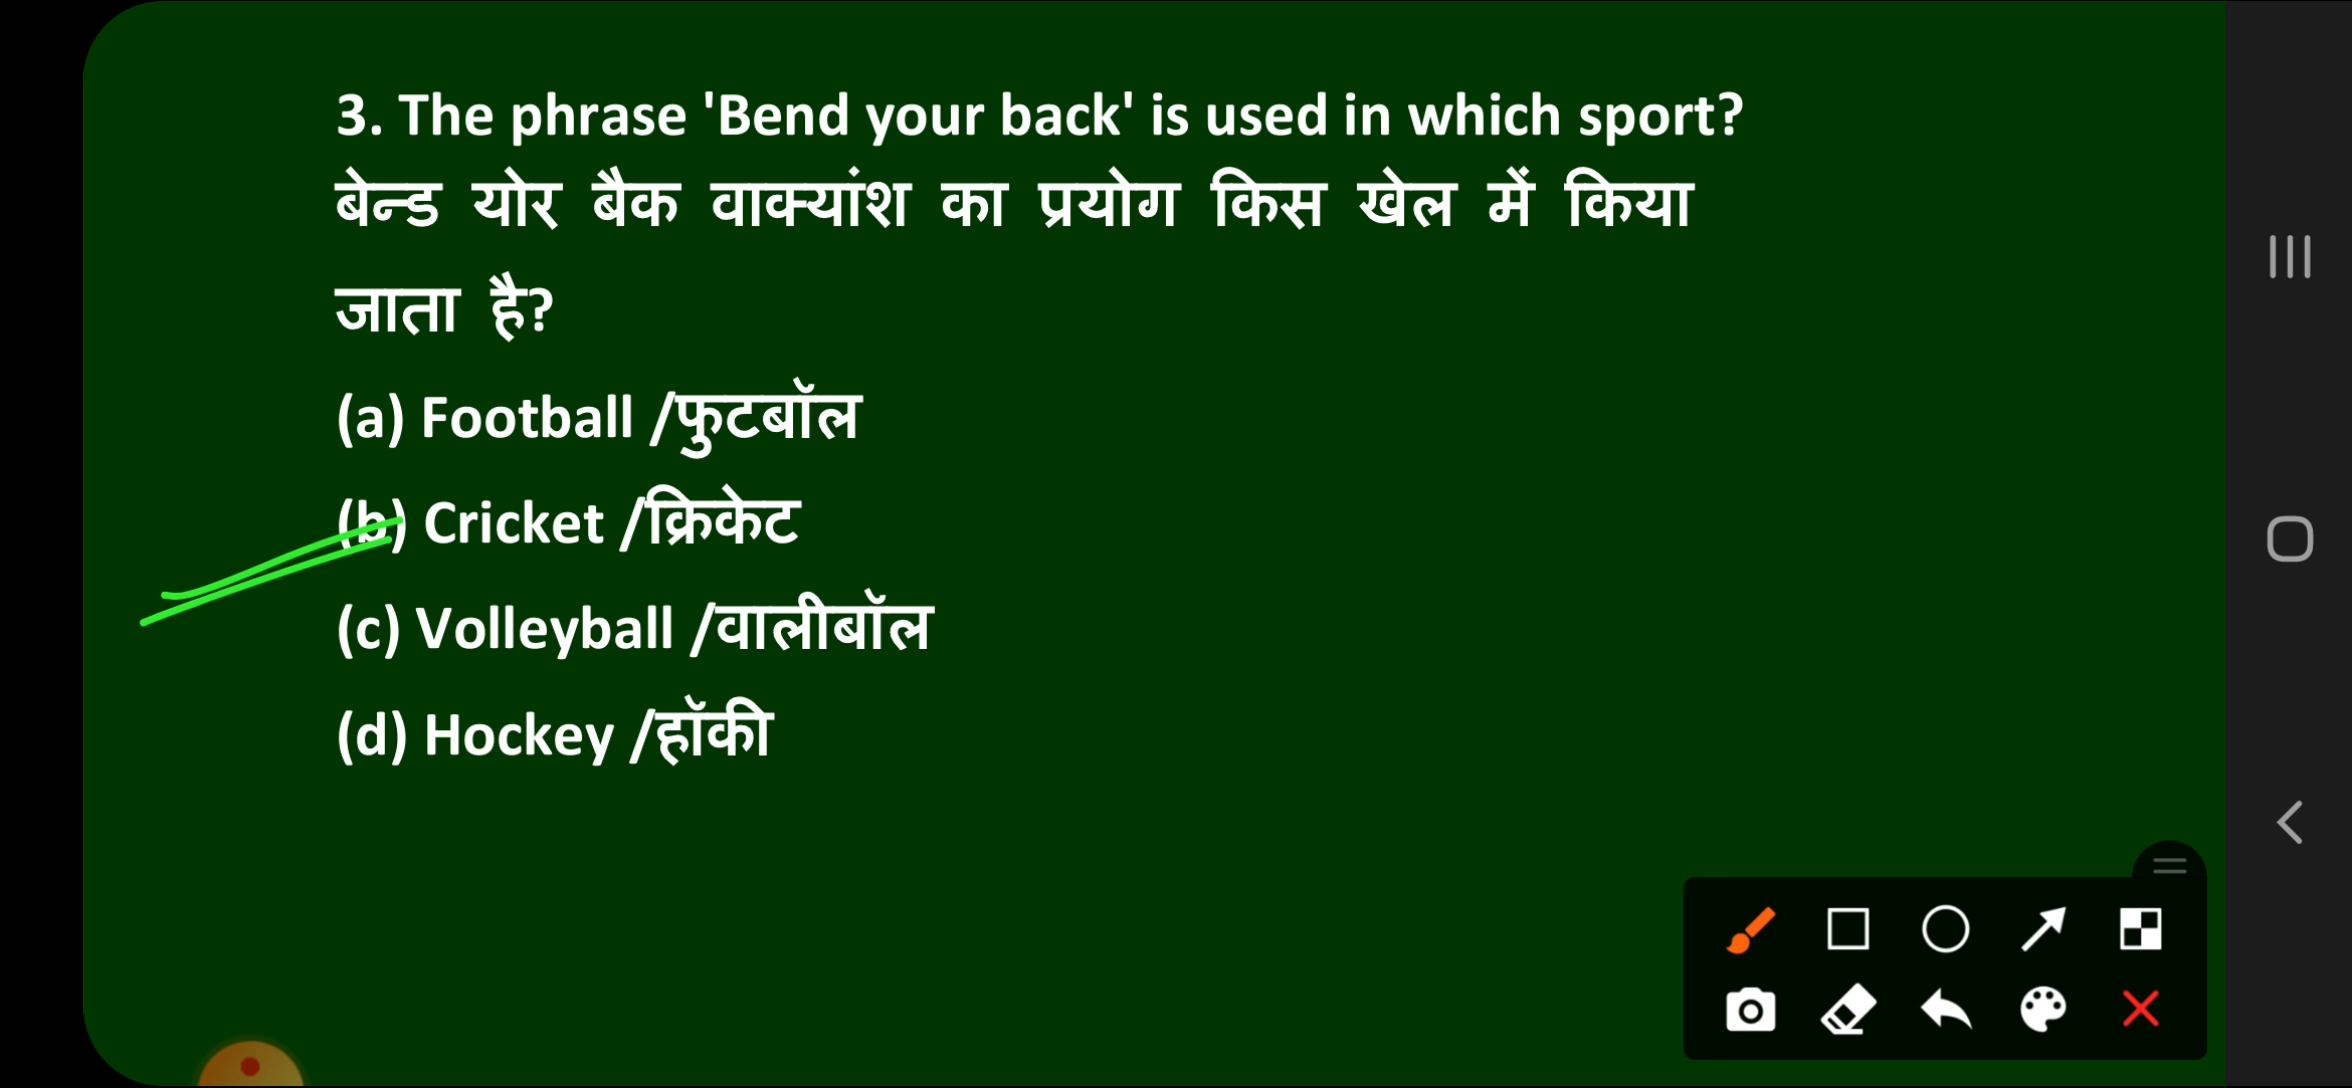 3. The phrase 'Bend your back' is used in which sport?
बेन्ड योर बैक वाक्यांश का प्रयोग किस खेल में किया
जाता है?
(a) Football /फुटबॉल
(b) Cricket /क्रिकेट
(c) Volleyball /वालीबॉल
(d) Hockey /हॉकी